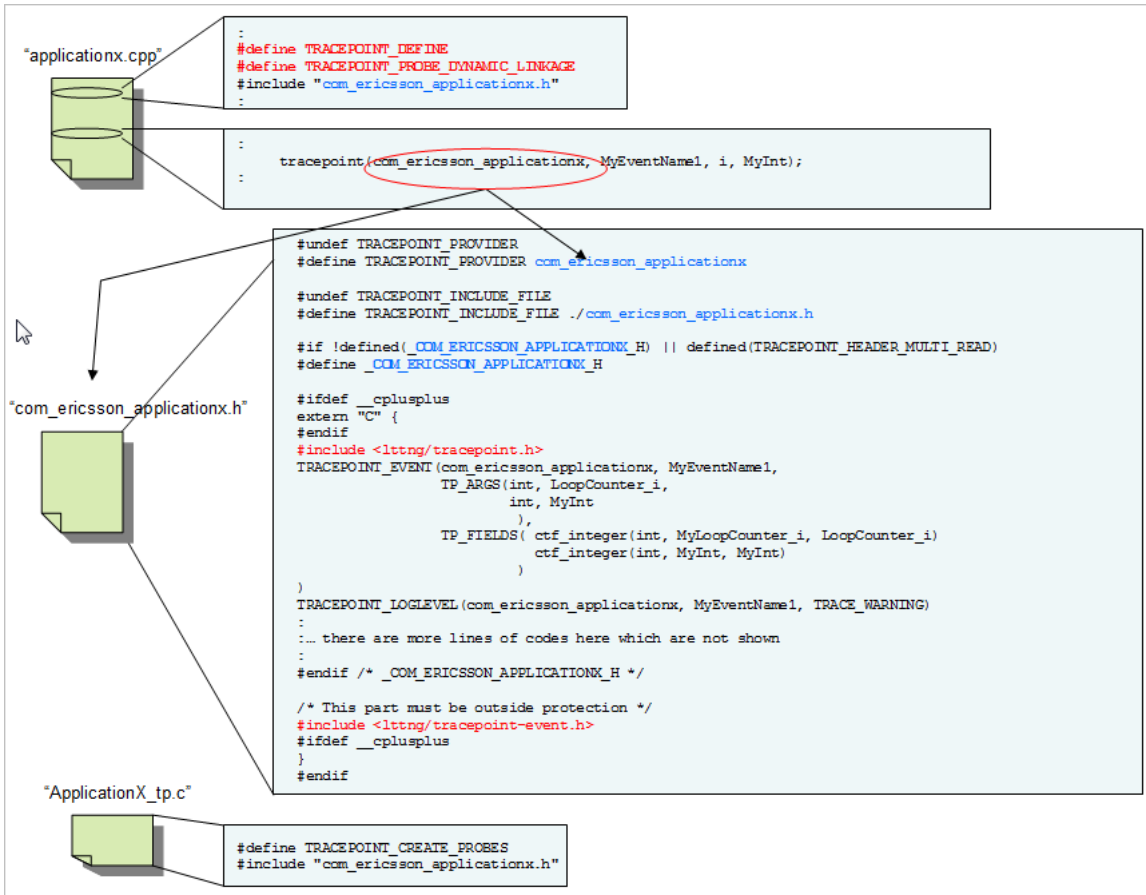 "applicationx.cpp"
:
#define TRACEPOINT_DEFINE
#define TRACEPOINT_PROBE_DYNAMIC_LINKAGE
#include "com_ericsson_applicationx.h"
:
:
tracepoint(com_ericsson_applicationx, MyEventName1, i, MyInt);
:
"com_ericsson_applicationx.h"
#undef TRACEPOINT_PROVIDER
#define TRACEPOINT_PROVIDER com_ericsson_applicationx
#undef TRACEPOINT_INCLUDE_FILE
#define TRACEPOINT_INCLUDE_FILE ./com_ericsson_applicationx.h
#if !defined(_COM_ERICSSON_APPLICATIONX_H) || defined(TRACEPOINT_HEADER_MULTI_READ)
#define _COM_ERICSSON_APPLICATIONX_H
#ifdef __cplusplus
extern "C" {
#endif
#include <lttng/tracepoint.h>
TRACEPOINT_EVENT(com_ericsson_applicationx, MyEventName1,
TP_ARGS(int, LoopCounter_i,
int, MyInt
),
TP_FIELDS( ctf_integer(int, MyLoopCounter_i, LoopCounter_i)
ctf_integer(int, MyInt, MyInt)
)
)
TRACEPOINT_LOGLEVEL(com_ericsson_applicationx, MyEventName1, TRACE_WARNING)
:
:… there are more lines of codes here which are not shown
:
#endif /* _COM_ERICSSON_APPLICATIONX_H */
/* This part must be outside protection */
#include <lttng/tracepoint-event.h>
#ifdef __cplusplus
}
#endif
"ApplicationX_tp.c"
#define TRACEPOINT_CREATE_PROBES
#include "com_ericsson_applicationx.h"